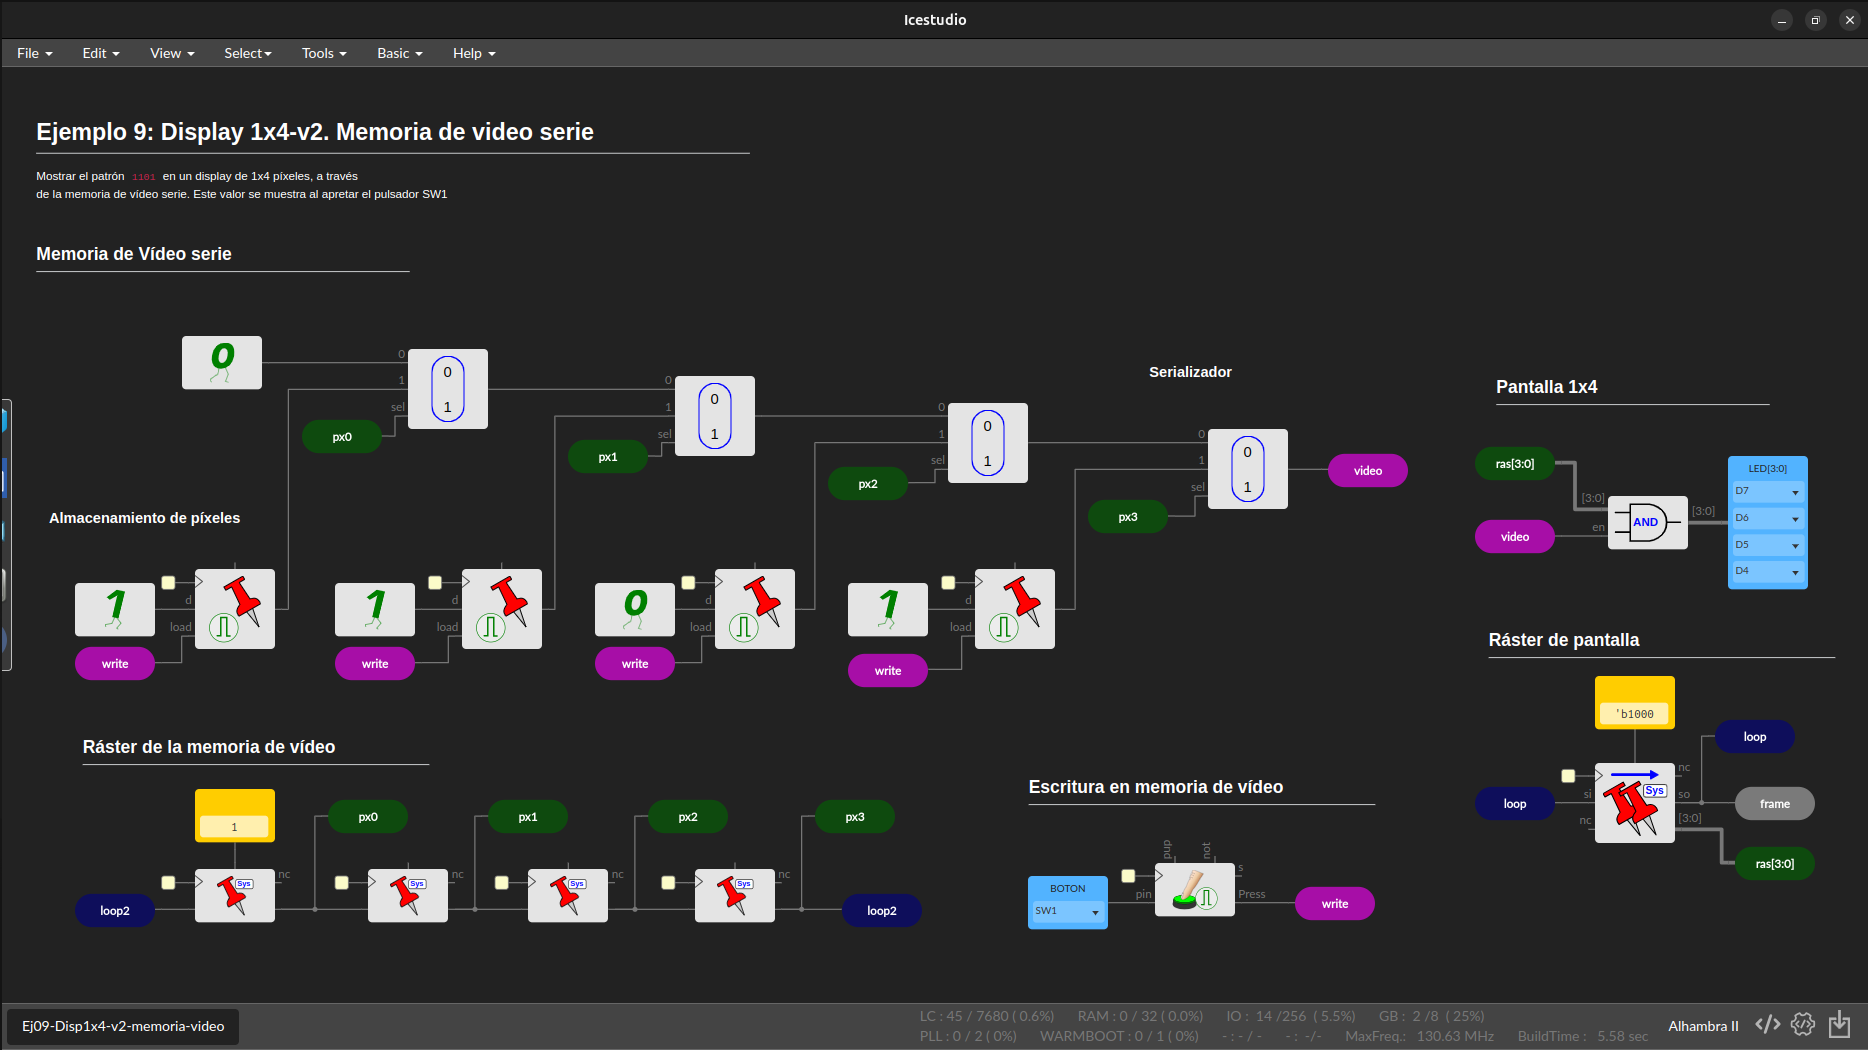 Icestudio
File
Edit
View
Select
Tools
Basic
Help
Ejemplo 9: Display 1x4-v2. Memoria de video serie
Mostrar el patrón 1101 en un display de 1x4 píxeles, a través
de la memoria de vídeo serie. Este valor se muestra al apretar el pulsador SW1
Memoria de Vídeo serie
0
0
1
sel
0
1
px0
0
1
sel
0
1
px1
0
1
sel
0
1
px2
Serializador
0
1
sel
0
1
px3
video
Almacenamiento de píxeles
1
d
load
write
1
d
load
write
0
d
load
write
1
d
load
write
Pantalla 1x4
ras[3:0]
video
[3:0]
en
AND
[3:0]
LED[3:0]
D7
D6
D5
D4
Ráster de pantalla
'b1000
loop
loop
si
nc
Sys
nc
so
[3:0]
frame
ras[3:0]
Ráster de la memoria de vídeo
1
px0
px1
px2
px3
loop2
Sys
nc
Sys
nc
Sys
nc
Sys
nc
loop2
Escritura en memoria de vídeo
BOTON
SW1
pup
not
pin
s
Press
write
Ej09-Disp1x4-v2-memoria-video
LC : 45 / 7680 ( 0.6%) RAM : 0 / 32 ( 0.0%) IO : 14 /256 ( 5.5%) GB : 2 /8 ( 25%)
PLL : 0 / 2 ( 0%) WARMBOOT : 0 / 1 ( 0%) - : - / - - : -/- MaxFreq.: 130.63 MHz BuildTime : 5.58 sec
Alhambra II